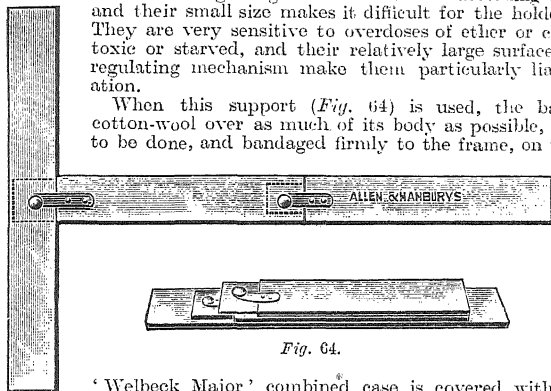 and their small size makes it difficult for the hold
They are very sensitive to overdoses of ether or c
toxic or starved, and their relatively large surface
regulating mechanism make them particularly lia
ation.
When this support (Fig. 64) is used, the ba
cotton-wool over as much of its body as possible,
to be done, and bandaged firmly to the frame, on
ALLEN & HANBURYS
Fig. 64.
'Welbeck Major' combined case is covered with